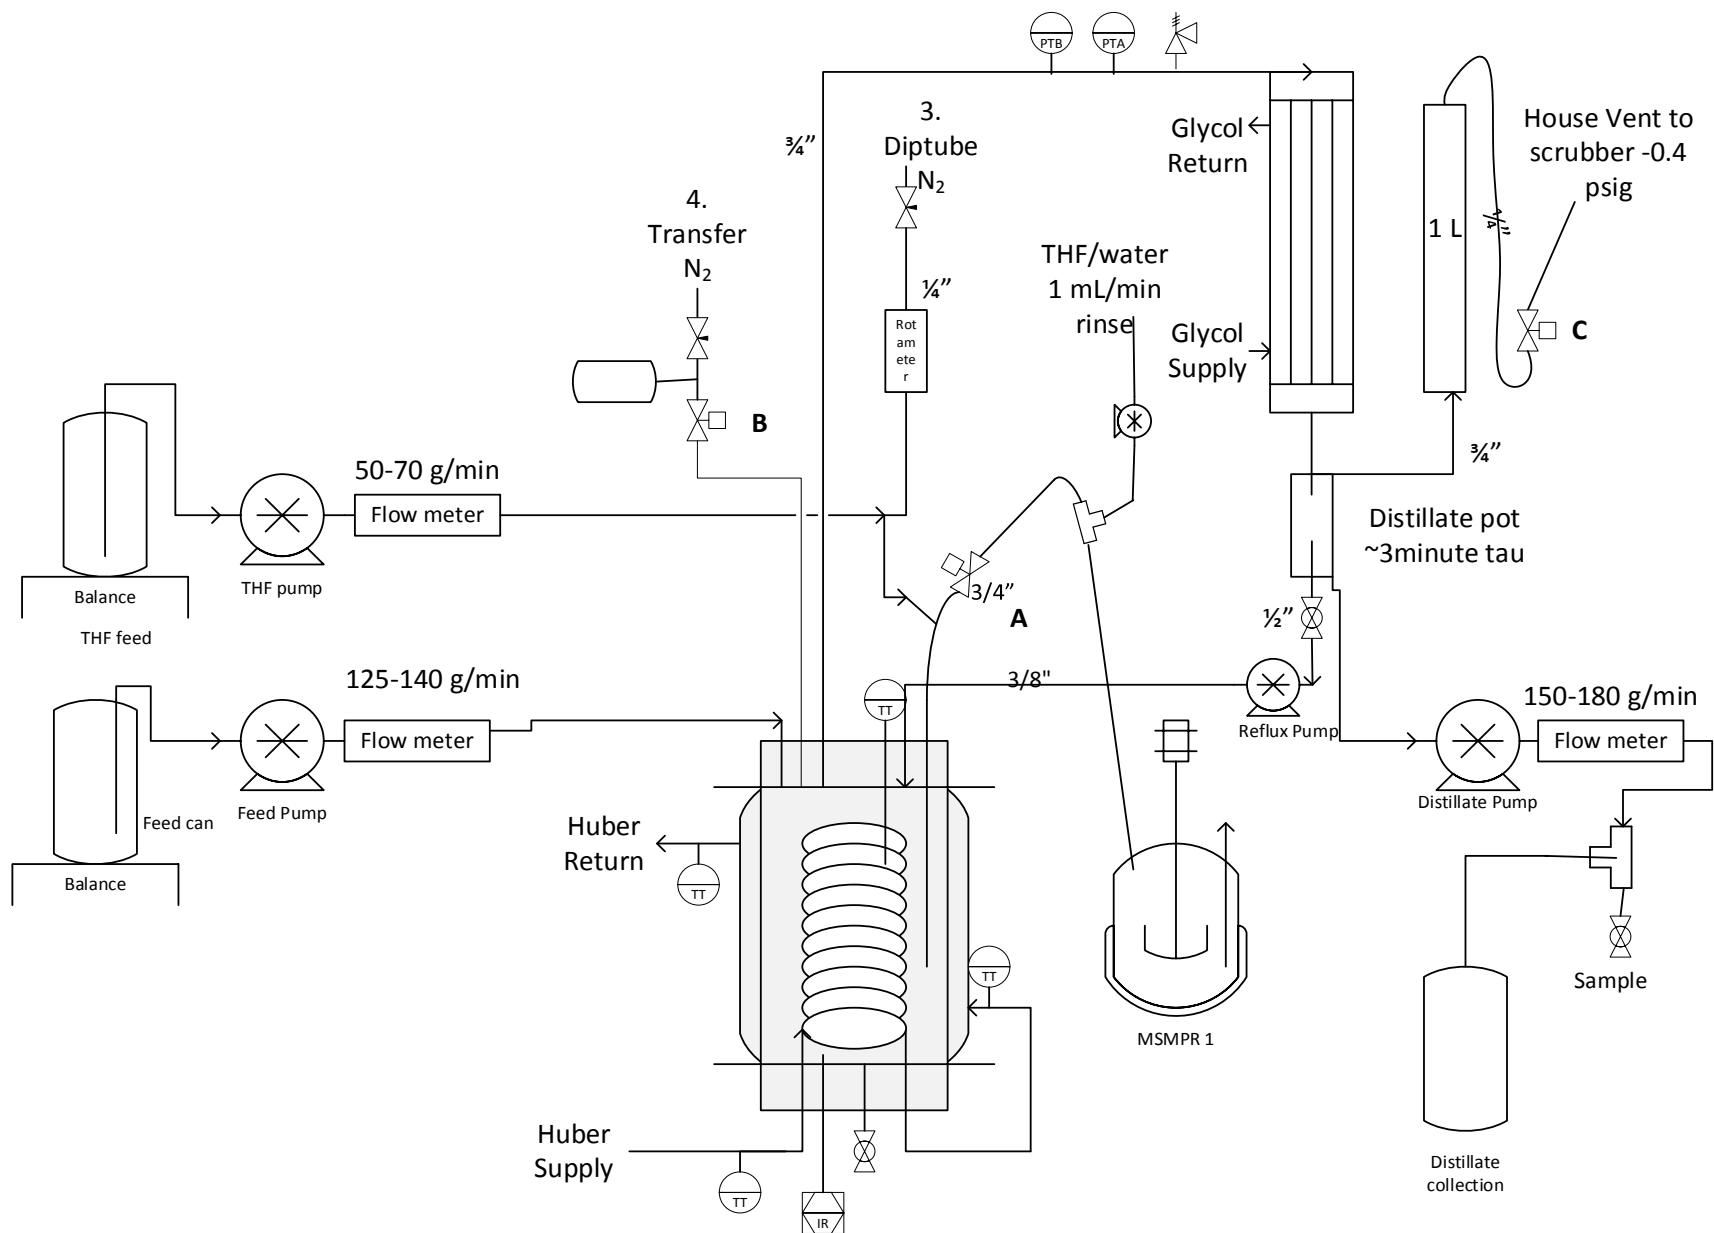 PTB
PTA
3.
Diptube
N2
¾”
Glycol
Return
House Vent to
scrubber -0.4
psig
4.
Transfer
N2
1 L
¼”
THF/water
1 mL/min
rinse
¼”
Rot
am
ete
r
Glycol
Supply
C
B
¾”
50-70 g/min
Flow meter
THF pump
Balance
THF feed
Distillate pot
~3minute tau
3/4”
A
½”
125-140 g/min
Flow meter
Feed Pump
Feed can
Balance
TT
3/8"
Reflux Pump
150-180 g/min
Flow meter
Distillate Pump
Huber
Return
TT
TT
Sample
MSMPR 1
Huber
Supply
TT
IR
Distillate
collection